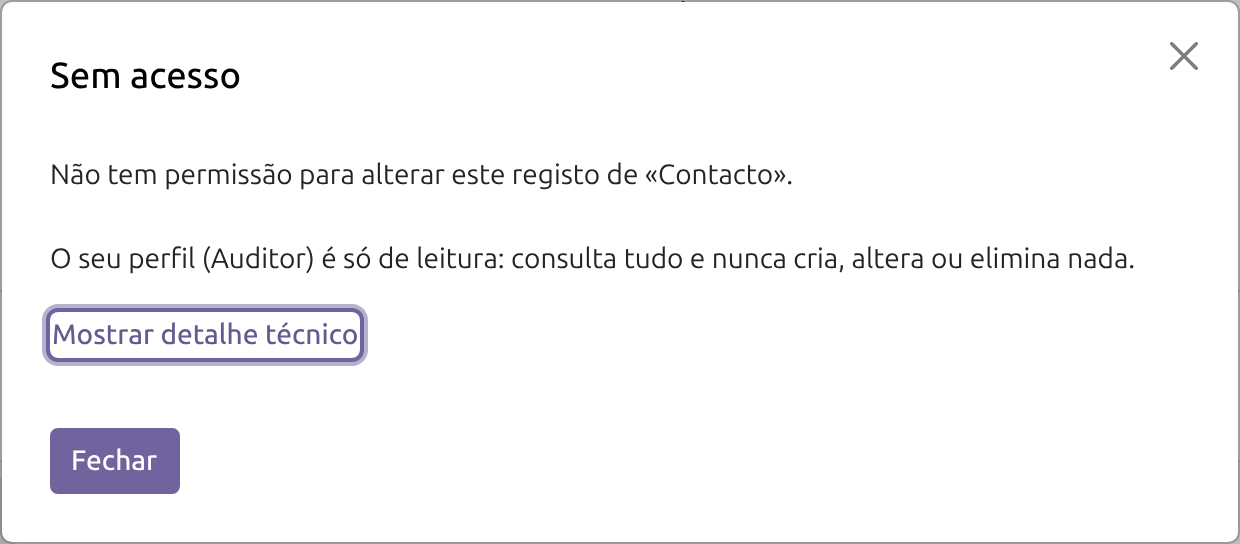 Sem acesso
Não tem permissão para alterar este registo de «Contacto».
O seu perfil (Auditor) é só de leitura: consulta tudo e nunca cria, altera ou elimina nada.
Mostrar detalhe técnico
Fechar